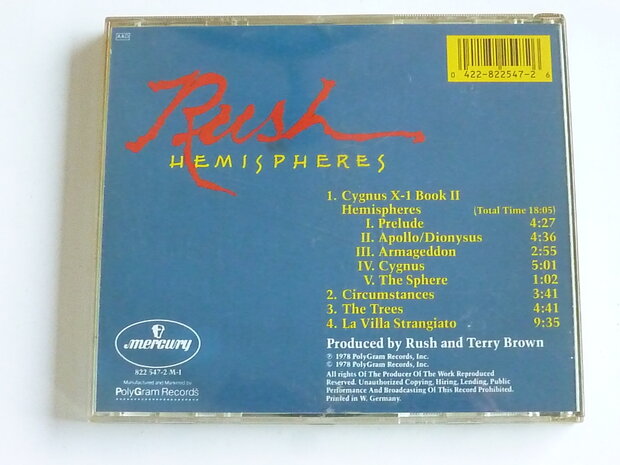 AAD
0 422-822547-2 6
Rush
HEMISPHERES
1. Cygnus X-1 Book II
Hemispheres (Total Time 18:05)
I. Prelude 4:27
II. Apollo/Dionysus 4:36
III. Armageddon 2:55
IV. Cygnus 5:01
V. The Sphere 1:02
2. Circumstances 3:41
3. The Trees 4:41
4. La Villa Strangiato 9:35
Produced by Rush and Terry Brown
℗ 1978 PolyGram Records, Inc.
© 1978 PolyGram Records, Inc.
All rights Of The Producer Of The Work Reproduced
Reserved. Unauthorized Copying, Hiring, Lending, Public
Performance And Broadcasting Of This Record Prohibited.
Printed in W. Germany.
mercury
822 547-2 M-1
Manufactured and Marketed by
PolyGram Records